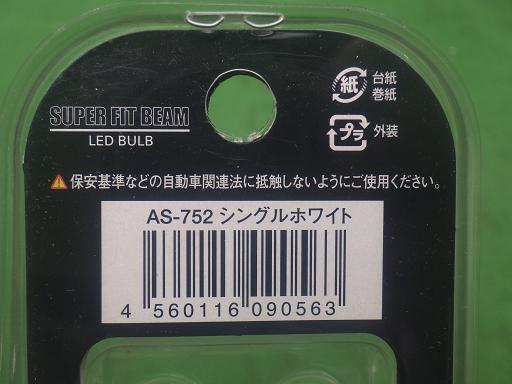 SUPER FIT BEAM
LED BULB
紙
台紙
巻紙
プラ
外装
保安基準などの自動車関連法に抵触しないようにご使用ください。
AS-752 シングルホワイト
4 560116 090563